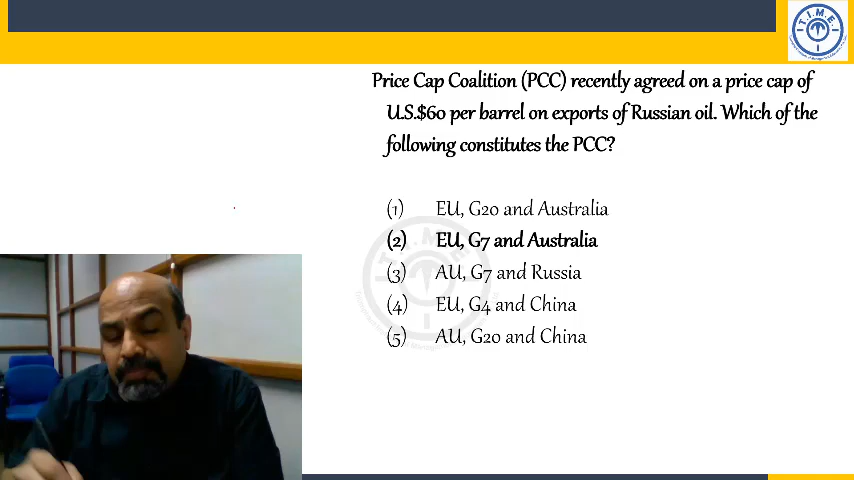 T.I.M.E.
Price Cap Coalition (PCC) recently agreed on a price cap of
U.S.$60 per barrel on exports of Russian oil. Which of the
following constitutes the PCC?
(1) EU, G20 and Australia
(2) EU, G7 and Australia
(3) AU, G7 and Russia
(4) EU, G4 and China
(5) AU, G20 and China